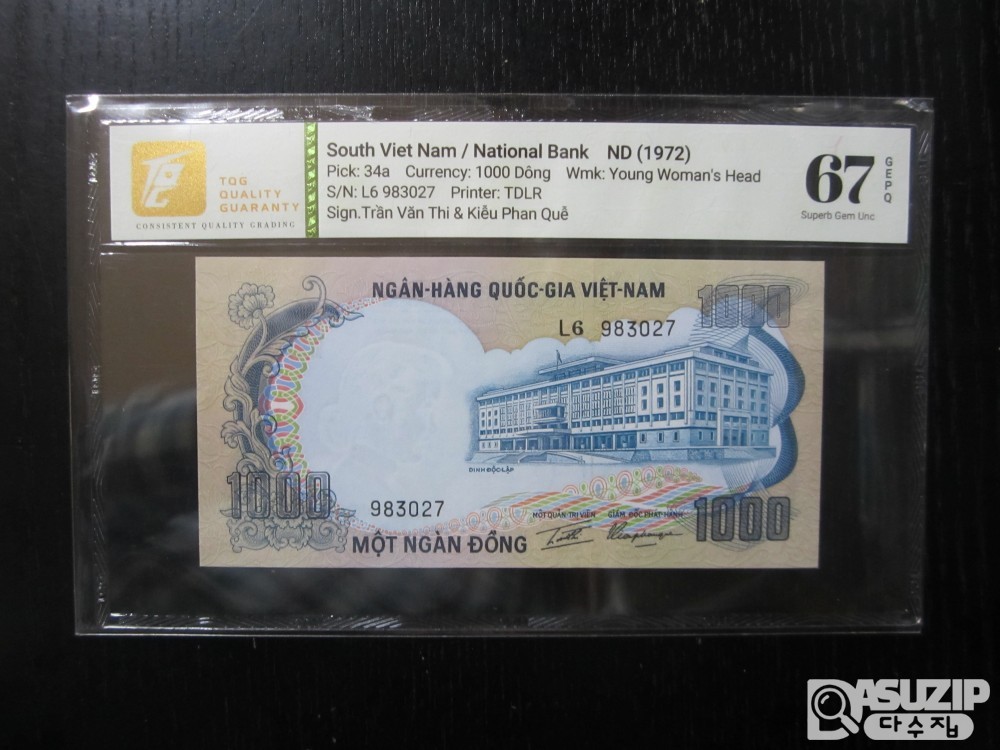 TQG
QUALITY
GUARANTY
CONSISTENT QUALITY GRADING
South Viet Nam / National Bank ND (1972)
Pick: 34a Currency: 1000 Dông Wmk: Young Woman's Head
S/N: L6 983027 Printer: TDLR
Sign.Trần Văn Thi & Kiễu Phan Quễ
67
GEPQ
Superb Gem Unc
NGÂN-HÀNG QUỐC-GIA VIỆT-NAM
1000
L6 983027
DINH ĐỘC LẬP
1000
983027
MỘT QUẢN-TRỊ VIÊN GIÁM ĐỐC PHÁT-HÀNH
1000
MỘT NGÀN ĐỒNG
ASUZIP
다수집